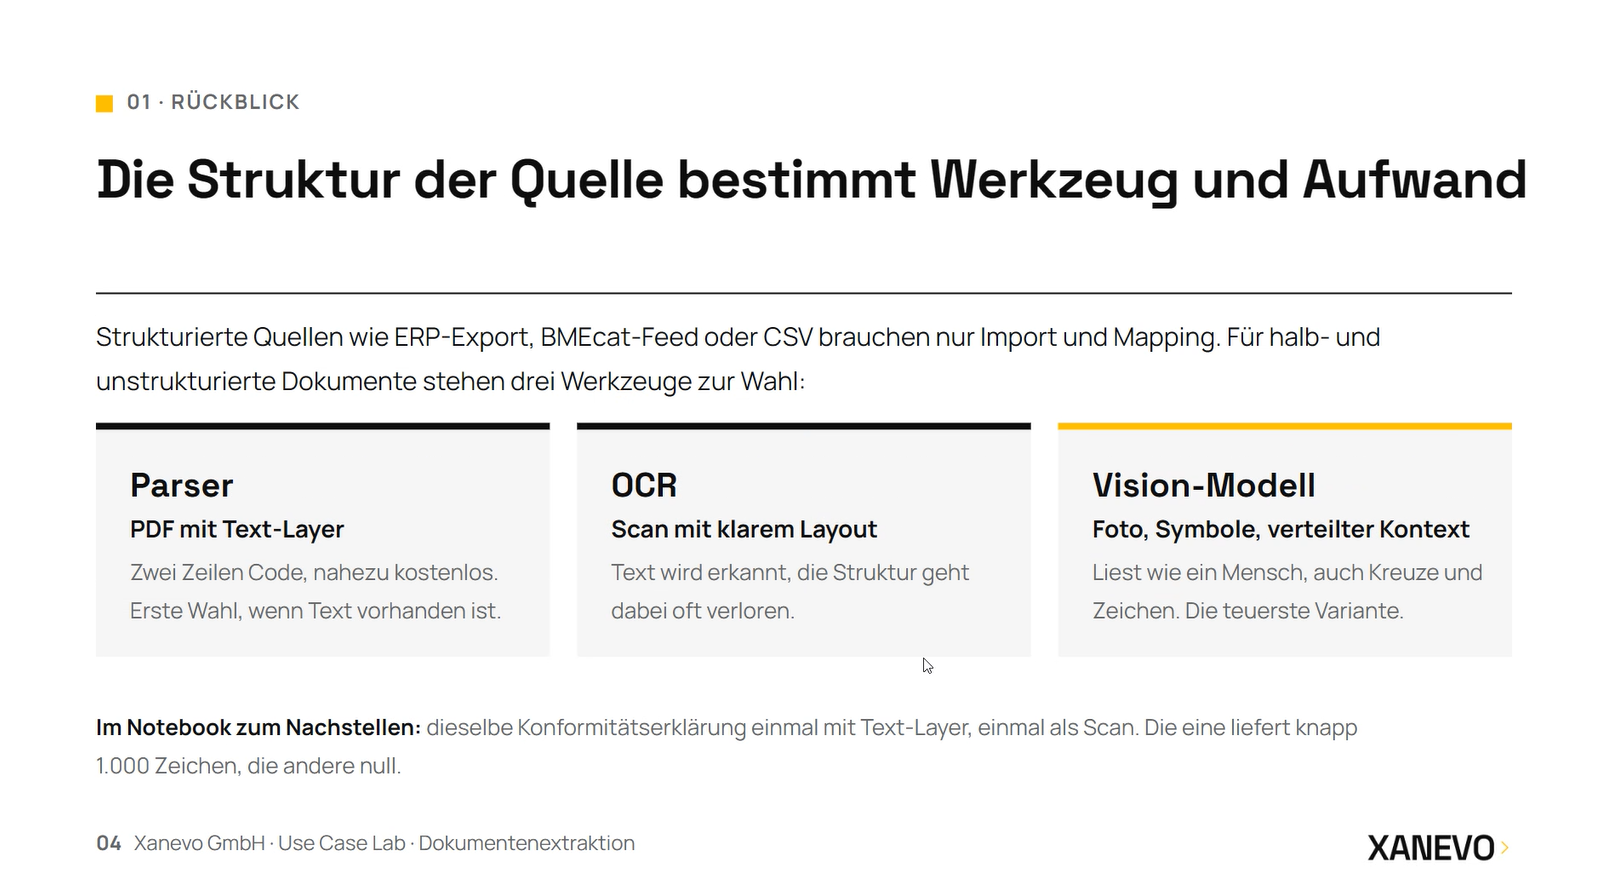 01 · RÜCKBLICK
Die Struktur der Quelle bestimmt Werkzeug und Aufwand
Strukturierte Quellen wie ERP-Export, BMEcat-Feed oder CSV brauchen nur Import und Mapping. Für halb- und
unstrukturierte Dokumente stehen drei Werkzeuge zur Wahl:
Parser
PDF mit Text-Layer
Zwei Zeilen Code, nahezu kostenlos.
Erste Wahl, wenn Text vorhanden ist.
OCR
Scan mit klarem Layout
Text wird erkannt, die Struktur geht
dabei oft verloren.
Vision-Modell
Foto, Symbole, verteilter Kontext
Liest wie ein Mensch, auch Kreuze und
Zeichen. Die teuerste Variante.
Im Notebook zum Nachstellen: dieselbe Konformitätserklärung einmal mit Text-Layer, einmal als Scan. Die eine liefert knapp
1.000 Zeichen, die andere null.
04 Xanevo GmbH · Use Case Lab · Dokumentenextraktion
XANEVO